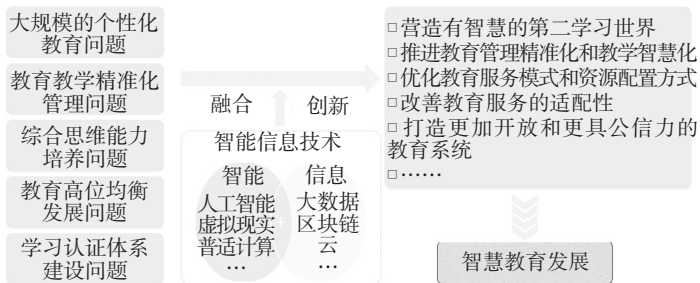 大规模的个性化
教育问题
教育教学精准化
管理问题
综合思维能力
培养问题
教育高位均衡
发展问题
学习认证体系
建设问题
融合
创新
智能信息技术
智能
人工智能
虚拟现实
普适计算
…
信息
大数据
区块链
云
…
□营造有智慧的第二学习世界
□推进教育管理精准化和教学智慧化
□优化教育服务模式和资源配置方式
□改善教育服务的适配性
□ 打造更加开放和更具公信力的
教育系统
□……
智慧教育发展